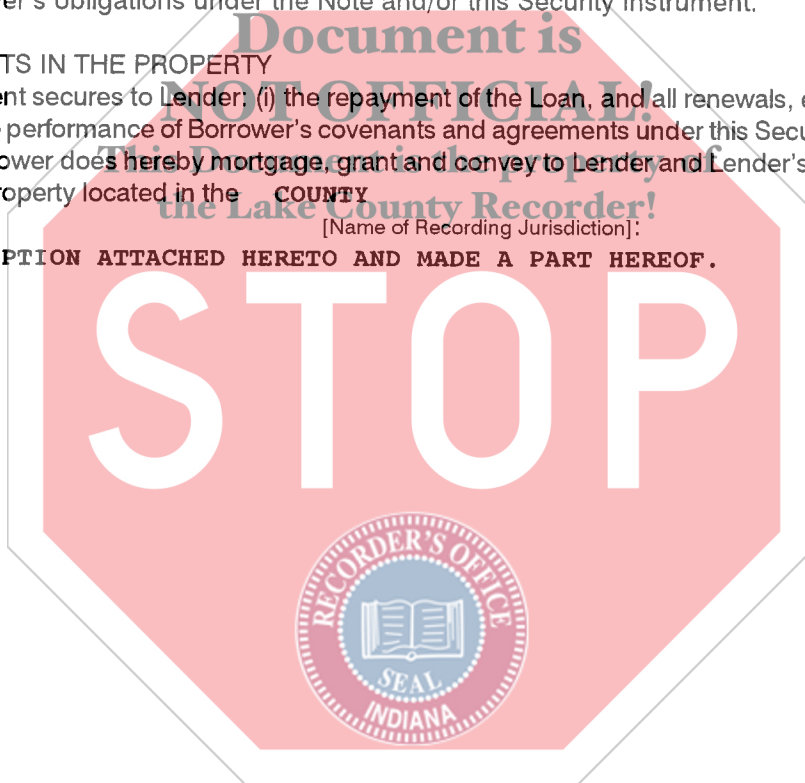 er's obligations under the Note and/or this Security Instrument.
Document is
TS IN THE PROPERTY
NOT OFFICIAL!
ent secures to Lender: (i) the repayment of the Loan, and all renewals, e
performance of Borrower's covenants and agreements under this Secu
This Document is the property of
ower does hereby mortgage, grant and convey to Lender and Lender's
roperty located in the COUNTY
the Lake County Recorder!
[Name of Recording Jurisdiction]:
PTION ATTACHED HERETO AND MADE A PART HEREOF.
STOP
RECORDER'S OFFICE
SEAL
INDIANA